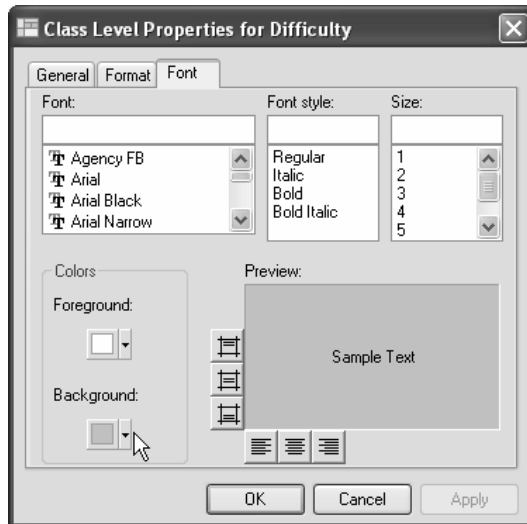 Class Level Properties for Difficulty
General Format Font
Font: Font style: Size:
Agency FB Regular 1
Arial Italic 2
Arial Black Bold 3
Arial Narrow Bold Italic 4
5
Colors Preview:
Foreground:
Sample Text
Background:
OK Cancel Apply